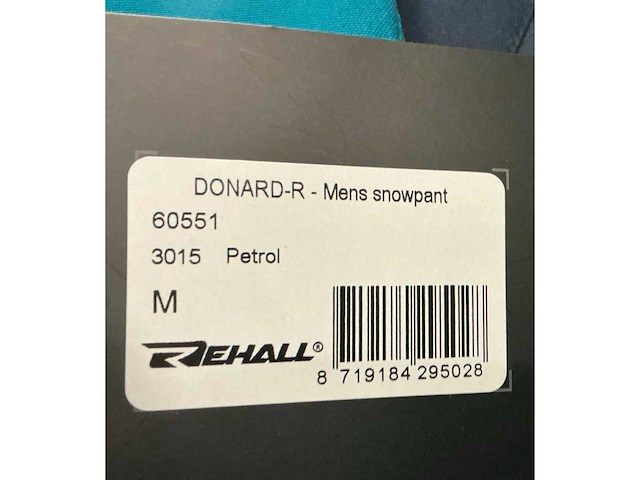 DONARD-R - Mens snowpant
60551
3015 Petrol
M
REHALL®
8 719184 295028